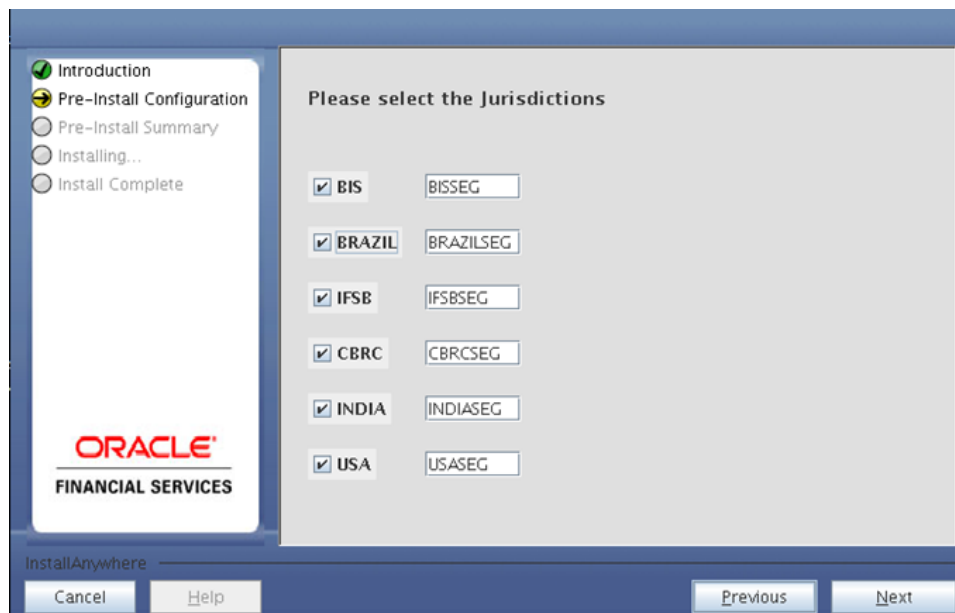 Introduction
Pre-Install Configuration
Pre-Install Summary
Installing...
Install Complete
ORACLE®
FINANCIAL SERVICES
Please select the Jurisdictions
BIS BISSEG
BRAZIL BRAZILSEG
IFSB IFSBSEG
CBRC CBRCSEG
INDIA INDIASEG
USA USASEG
InstallAnywhere
Cancel Help Previous Next